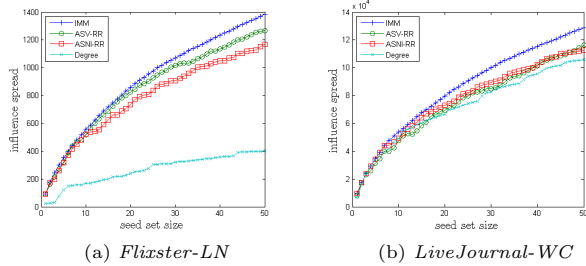 1400
1200
1000
800
600
400
200
0
0 10 20 30 40 50
influence spread
seed set size
IMM
ASV-RR
ASNI-RR
Degree
(a) Flixster-LN
x 10^4
14
12
10
8
6
4
2
0
0 10 20 30 40 50
influence spread
seed set size
IMM
ASV-RR
ASNI-RR
Degree
(b) LiveJournal-WC